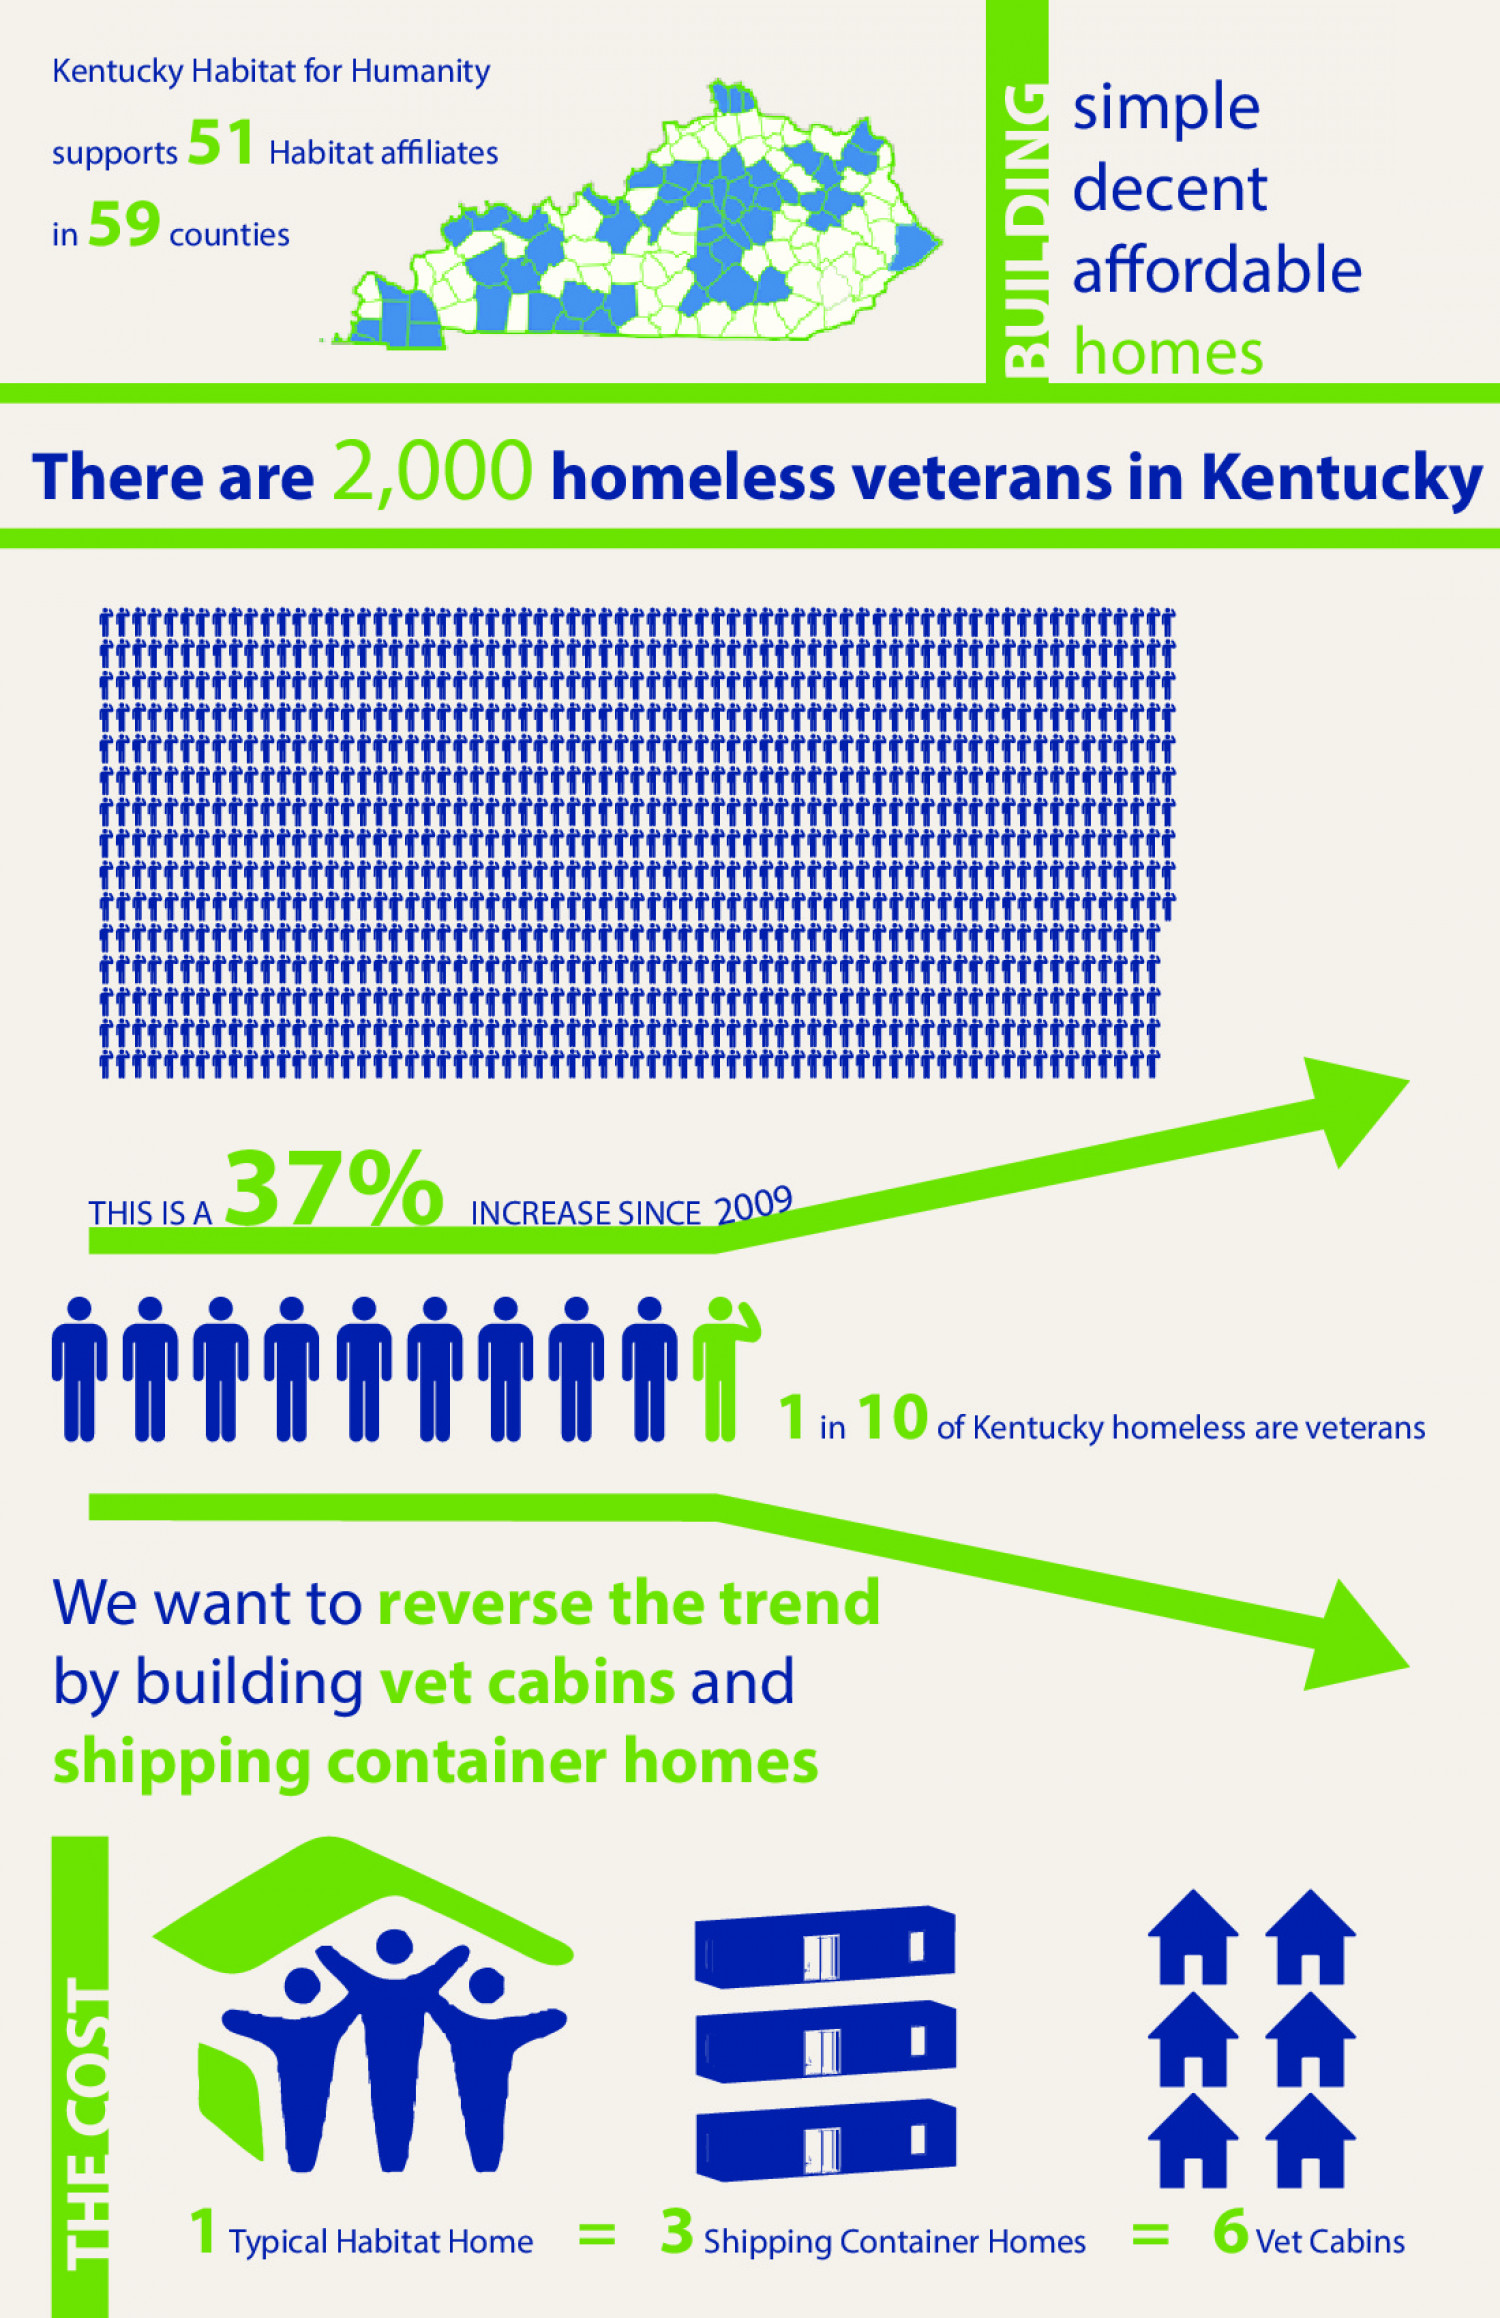 Kentucky Habitat for Humanity
supports 51 Habitat affiliates
in 59 counties
BUILDING
simple
decent
affordable
homes
There are 2,000 homeless veterans in Kentucky
THIS IS A 37% INCREASE SINCE 2009
1 in 10 of Kentucky homeless are veterans
We want to reverse the trend
by building vet cabins and
shipping container homes
THE COST
1 Typical Habitat Home = 3 Shipping Container Homes = 6 Vet Cabins